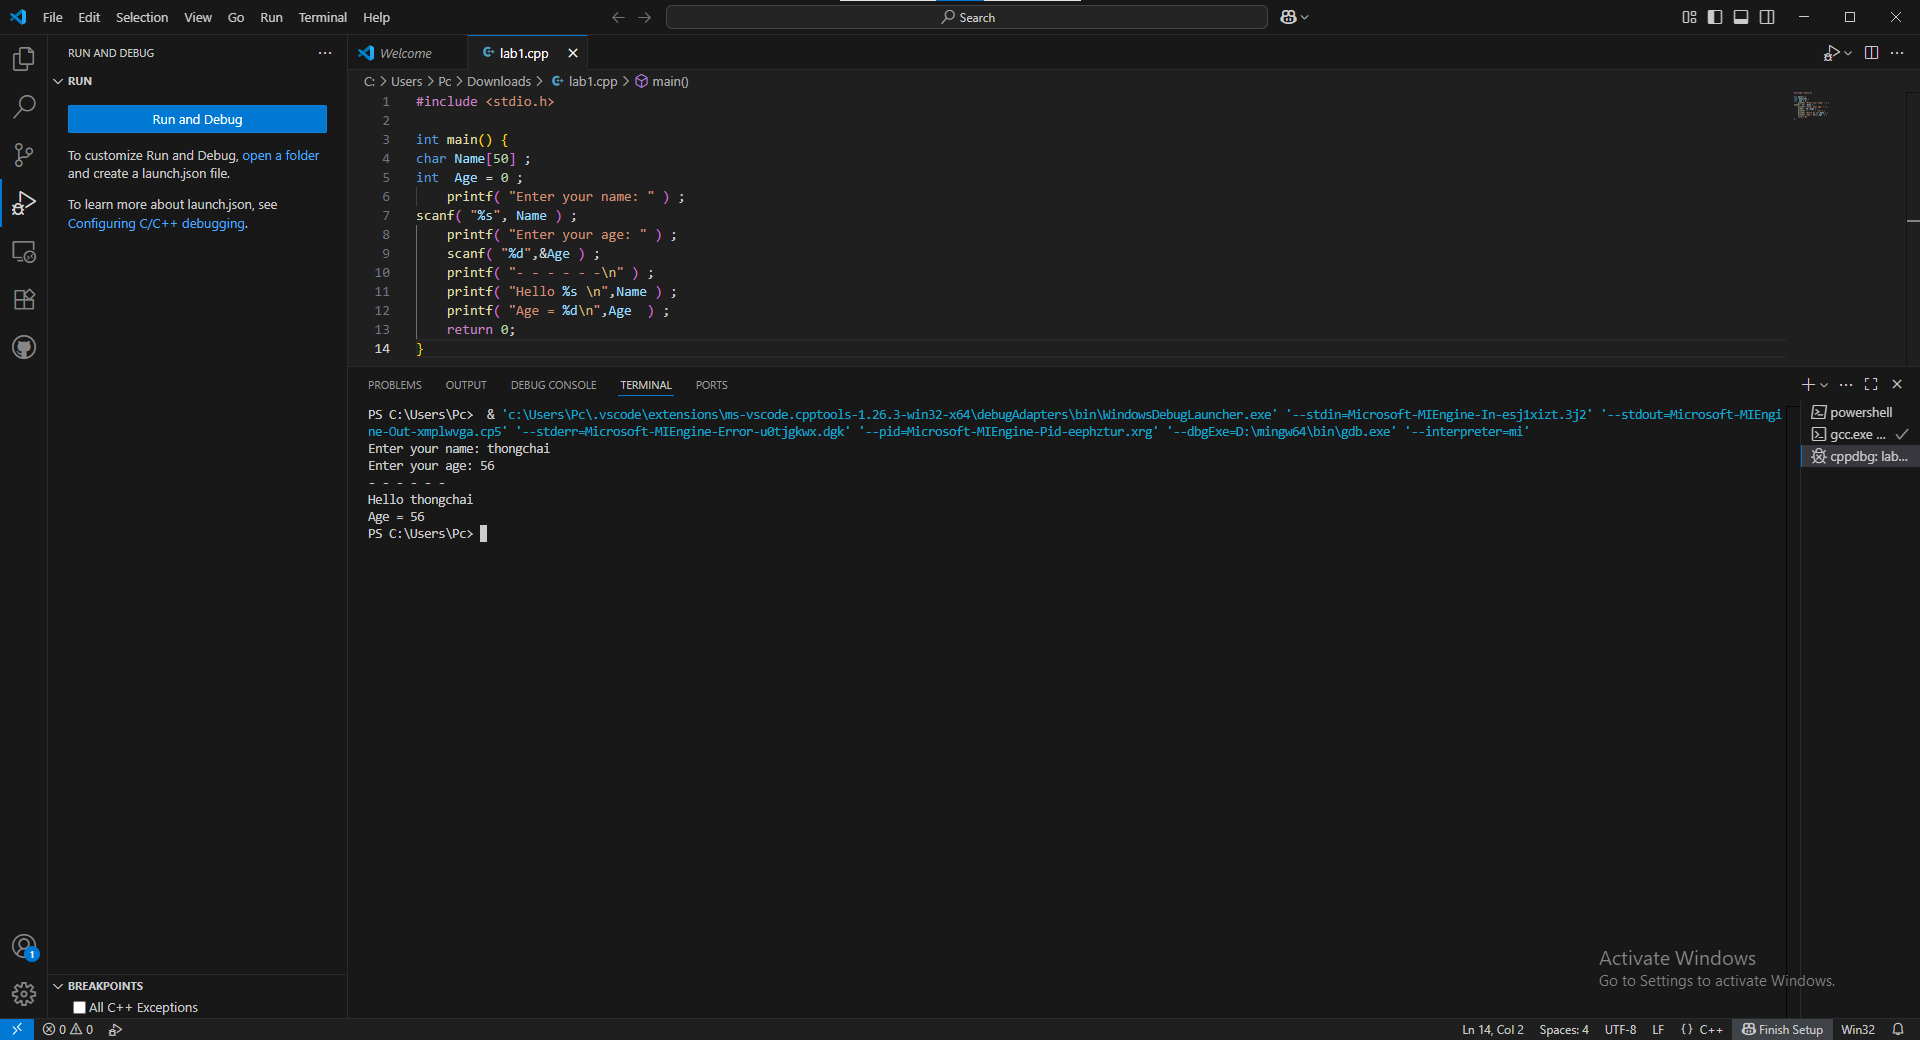 File Edit Selection View Go Run Terminal Help
Search
RUN AND DEBUG
RUN
Run and Debug
To customize Run and Debug, open a folder
and create a launch.json file.
To learn more about launch.json, see
Configuring C/C++ debugging.
Welcome lab1.cpp
C: > Users > Pc > Downloads > lab1.cpp > main()
1 #include <stdio.h>
2
3 int main() {
4 char Name[50] ;
5 int  Age = 0 ;
6     printf( "Enter your name: " ) ;
7 scanf( "%s", Name ) ;
8     printf( "Enter your age: " ) ;
9     scanf( "%d",&Age ) ;
10     printf( "- - - - - -\n" ) ;
11     printf( "Hello %s \n",Name ) ;
12     printf( "Age = %d\n",Age  ) ;
13     return 0;
14 }
PROBLEMS OUTPUT DEBUG CONSOLE TERMINAL PORTS
PS C:\Users\Pc>  & 'c:\Users\Pc\.vscode\extensions\ms-vscode.cpptools-1.26.3-win32-x64\debugAdapters\bin\WindowsDebugLauncher.exe' '--stdin=Microsoft-MIEngine-In-esj1xizt.3j2' '--stdout=Microsoft-MIEngi
ne-Out-xmplwvga.cp5' '--stderr=Microsoft-MIEngine-Error-u0tjgkwx.dgk' '--pid=Microsoft-MIEngine-Pid-eephztur.xrg' '--dbgExe=D:\mingw64\bin\gdb.exe' '--interpreter=mi'
Enter your name: thongchai
Enter your age: 56
- - - - - -
Hello thongchai
Age = 56
PS C:\Users\Pc>
powershell
gcc.exe ...
cppdbg: lab...
1
BREAKPOINTS
All C++ Exceptions
Activate Windows
Go to Settings to activate Windows.
0 0 Ln 14, Col 2 Spaces: 4 UTF-8 LF {} C++ Finish Setup Win32